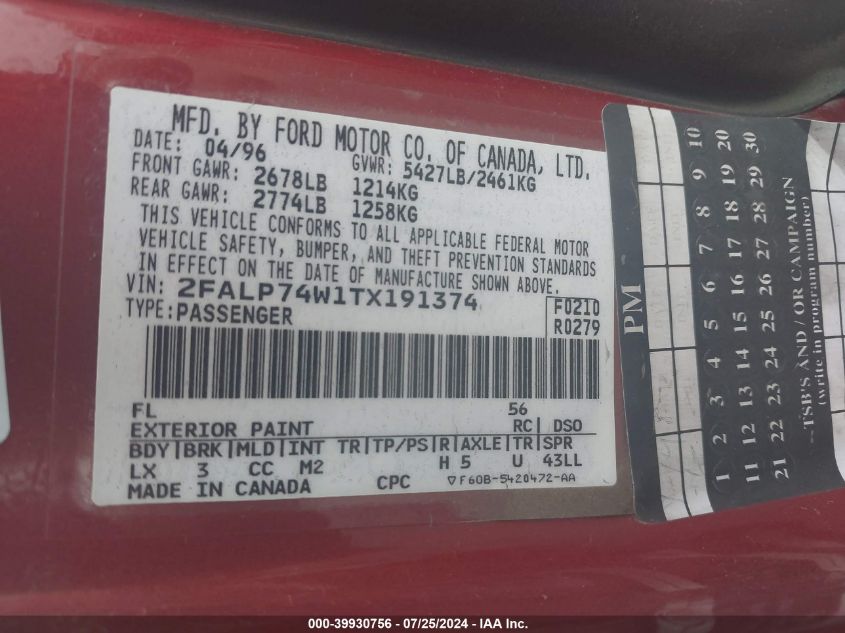 MFD. BY FORD MOTOR CO. OF CANADA, LTD.
DATE: 04/96 GVWR: 5427LB/2461KG
FRONT GAWR: 2678LB 1214KG
REAR GAWR: 2774LB 1258KG
THIS VEHICLE CONFORMS TO ALL APPLICABLE FEDERAL MOTOR
VEHICLE SAFETY, BUMPER, AND THEFT PREVENTION STANDARDS
IN EFFECT ON THE DATE OF MANUFACTURE SHOWN ABOVE.
VIN: 2FALP74W1TX191374 F0210
TYPE: PASSENGER R0279
FL 56
EXTERIOR PAINT RC| DSO
BDY|BRK|MLD|INT TR|TP/PS|R|AXLE|TR|SPR
LX 3 CC M2 H 5 U 43LL
MADE IN CANADA CPC ▽F60B-5420472-AA
PM
1 2 3 4 5 6 7 8 9 10
11 12 13 14 15 16 17 18 19 20
21 22 23 24 25 26 27 28 29 30
TSB'S AND / OR CAMPAIGN
(write in program number)
000-39930756 - 07/25/2024 - IAA Inc.